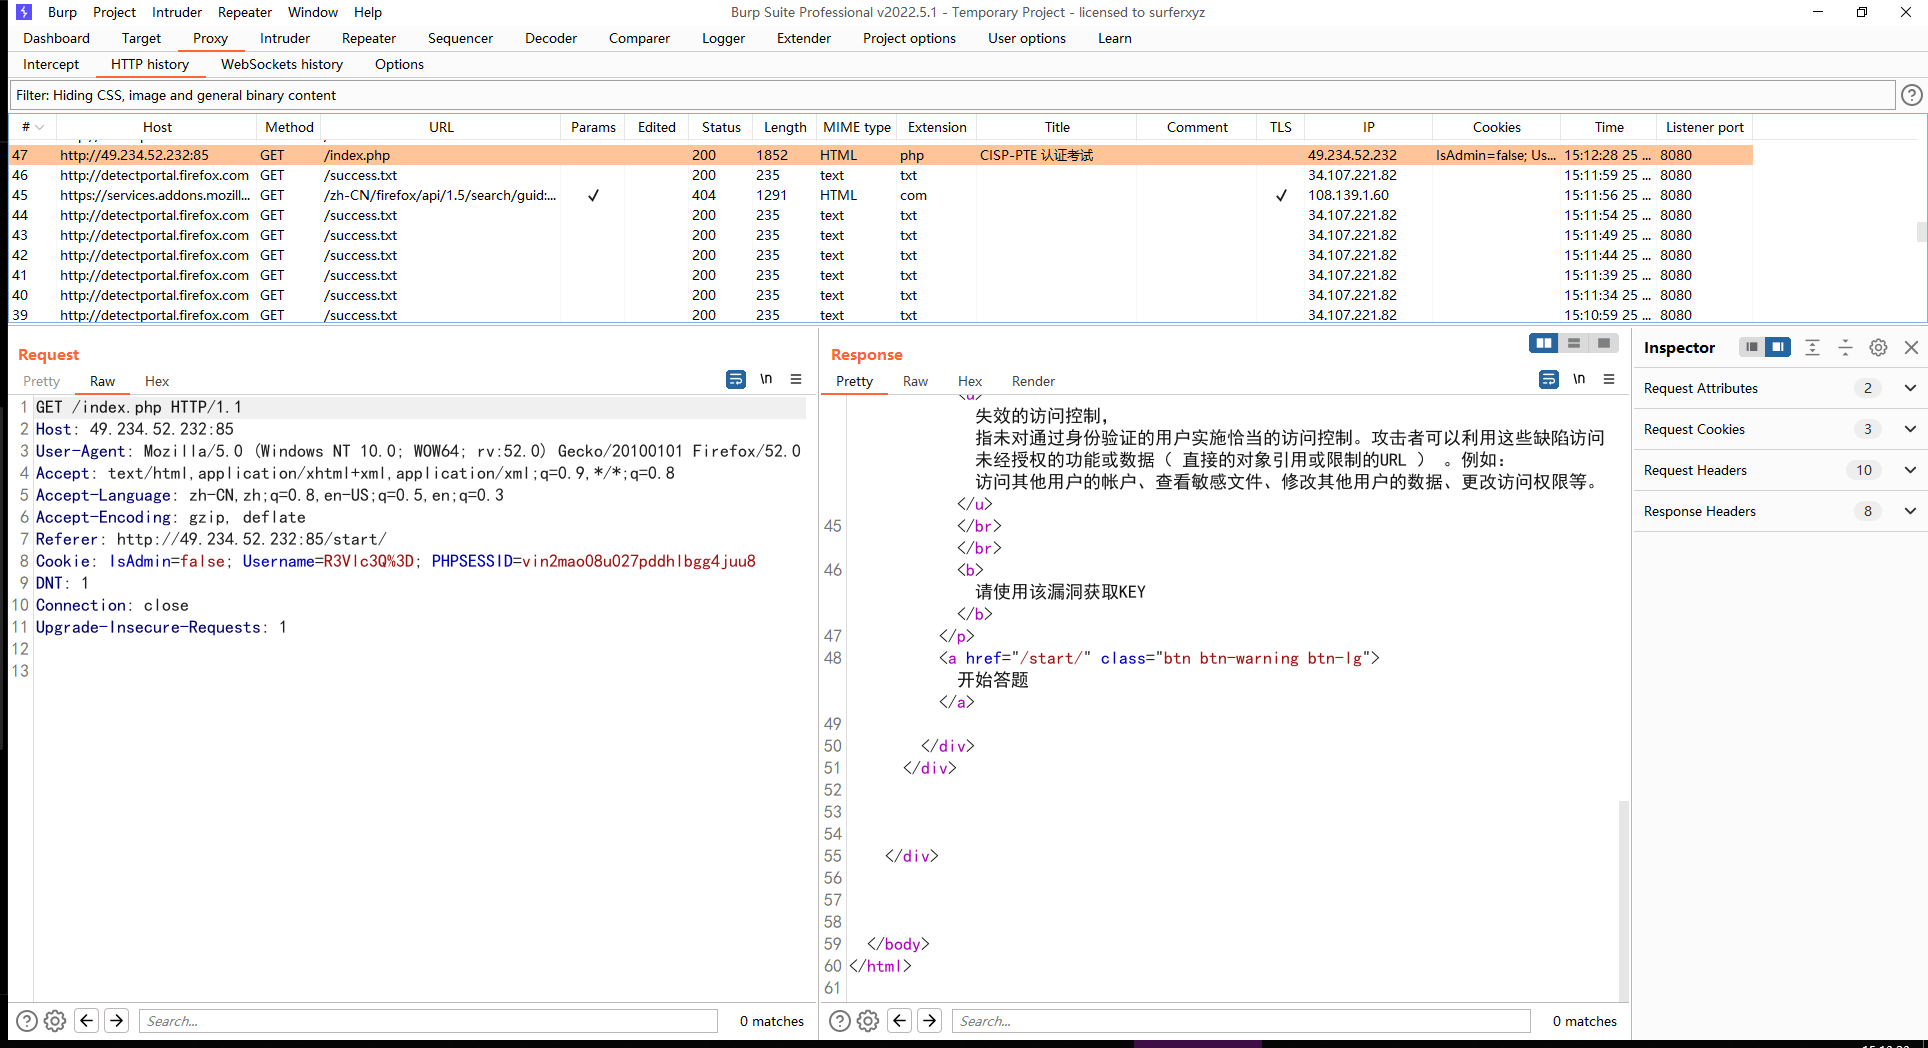 Burp Project Intruder Repeater Window Help Burp Suite Professional v2022.5.1 - Temporary Project - licensed to surferxyz
Dashboard Target Proxy Intruder Repeater Sequencer Decoder Comparer Logger Extender Project options User options Learn
Intercept HTTP history WebSockets history Options
Filter: Hiding CSS, image and general binary content
# Host Method URL Params Edited Status Length MIME type Extension Title Comment TLS IP Cookies Time Listener port
47 http://49.234.52.232:85 GET /index.php 200 1852 HTML php CISP-PTE 认证考试 49.234.52.232 IsAdmin=false; Us... 15:12:28 25 ... 8080
46 http://detectportal.firefox.com GET /success.txt 200 235 text txt 34.107.221.82 15:11:59 25 ... 8080
45 https://services.addons.mozill... GET /zh-CN/firefox/api/1.5/search/guid:... ✓ 404 1291 HTML com ✓ 108.139.1.60 15:11:56 25 ... 8080
44 http://detectportal.firefox.com GET /success.txt 200 235 text txt 34.107.221.82 15:11:54 25 ... 8080
43 http://detectportal.firefox.com GET /success.txt 200 235 text txt 34.107.221.82 15:11:49 25 ... 8080
42 http://detectportal.firefox.com GET /success.txt 200 235 text txt 34.107.221.82 15:11:44 25 ... 8080
41 http://detectportal.firefox.com GET /success.txt 200 235 text txt 34.107.221.82 15:11:39 25 ... 8080
40 http://detectportal.firefox.com GET /success.txt 200 235 text txt 34.107.221.82 15:11:34 25 ... 8080
39 http://detectportal.firefox.com GET /success.txt 200 235 text txt 34.107.221.82 15:10:59 25 ... 8080
Request
Pretty Raw Hex \n
1 GET /index.php HTTP/1.1
2 Host: 49.234.52.232:85
3 User-Agent: Mozilla/5.0 (Windows NT 10.0; WOW64; rv:52.0) Gecko/20100101 Firefox/52.0
4 Accept: text/html,application/xhtml+xml,application/xml;q=0.9,*/*;q=0.8
5 Accept-Language: zh-CN,zh;q=0.8,en-US;q=0.5,en;q=0.3
6 Accept-Encoding: gzip, deflate
7 Referer: http://49.234.52.232:85/start/
8 Cookie: IsAdmin=false; Username=R3Vlc3Q%3D; PHPSESSID=vin2mao08u027pddhlbgg4juu8
9 DNT: 1
10 Connection: close
11 Upgrade-Insecure-Requests: 1
12
13
Search... 0 matches
Response
Pretty Raw Hex Render \n
<u>
失效的访问控制，
指未对通过身份验证的用户实施恰当的访问控制。攻击者可以利用这些缺陷访问
未经授权的功能或数据（ 直接的对象引用或限制的URL ） 。例如：
访问其他用户的帐户、查看敏感文件、修改其他用户的数据、更改访问权限等。
</u>
45 </br>
</br>
46 <b>
请使用该漏洞获取KEY
</b>
47 </p>
48 <a href="/start/" class="btn btn-warning btn-lg">
开始答题
</a>
49
50 </div>
51 </div>
52
53
54
55 </div>
56
57
58
59 </body>
60 </html>
61
Search... 0 matches
Inspector
Request Attributes 2
Request Cookies 3
Request Headers 10
Response Headers 8